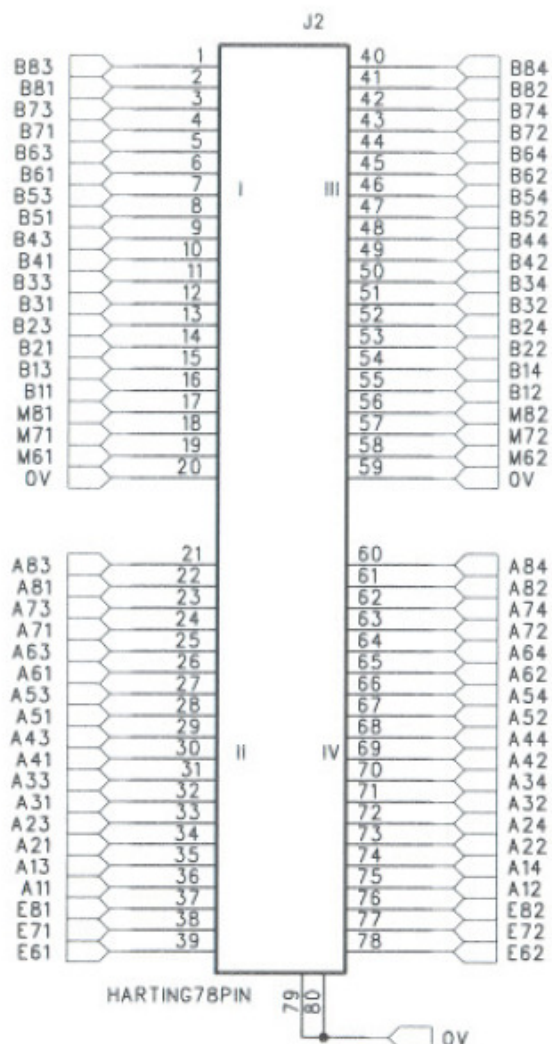 J2
B83 1 40 B84
B81 2 41 B82
B73 3 42 B74
B71 4 43 B72
B63 5 44 B64
B61 6 45 B62
B53 7 I III 46 B54
B51 8 47 B52
B43 9 48 B44
B41 10 49 B42
B33 11 50 B34
B31 12 51 B32
B23 13 52 B24
B21 14 53 B22
B13 15 54 B14
B11 16 55 B12
M81 17 56 M82
M71 18 57 M72
M61 19 58 M62
0V 20 59 0V
A83 21 60 A84
A81 22 61 A82
A73 23 62 A74
A71 24 63 A72
A63 25 64 A64
A61 26 65 A62
A53 27 66 A54
A51 28 67 A52
A43 29 68 A44
A41 30 II IV 69 A42
A33 31 70 A34
A31 32 71 A32
A23 33 72 A24
A21 34 73 A22
A13 35 74 A14
A11 36 75 A12
E81 37 76 E82
E71 38 77 E72
E61 39 78 E62
HARTING78PIN 79 80
0V